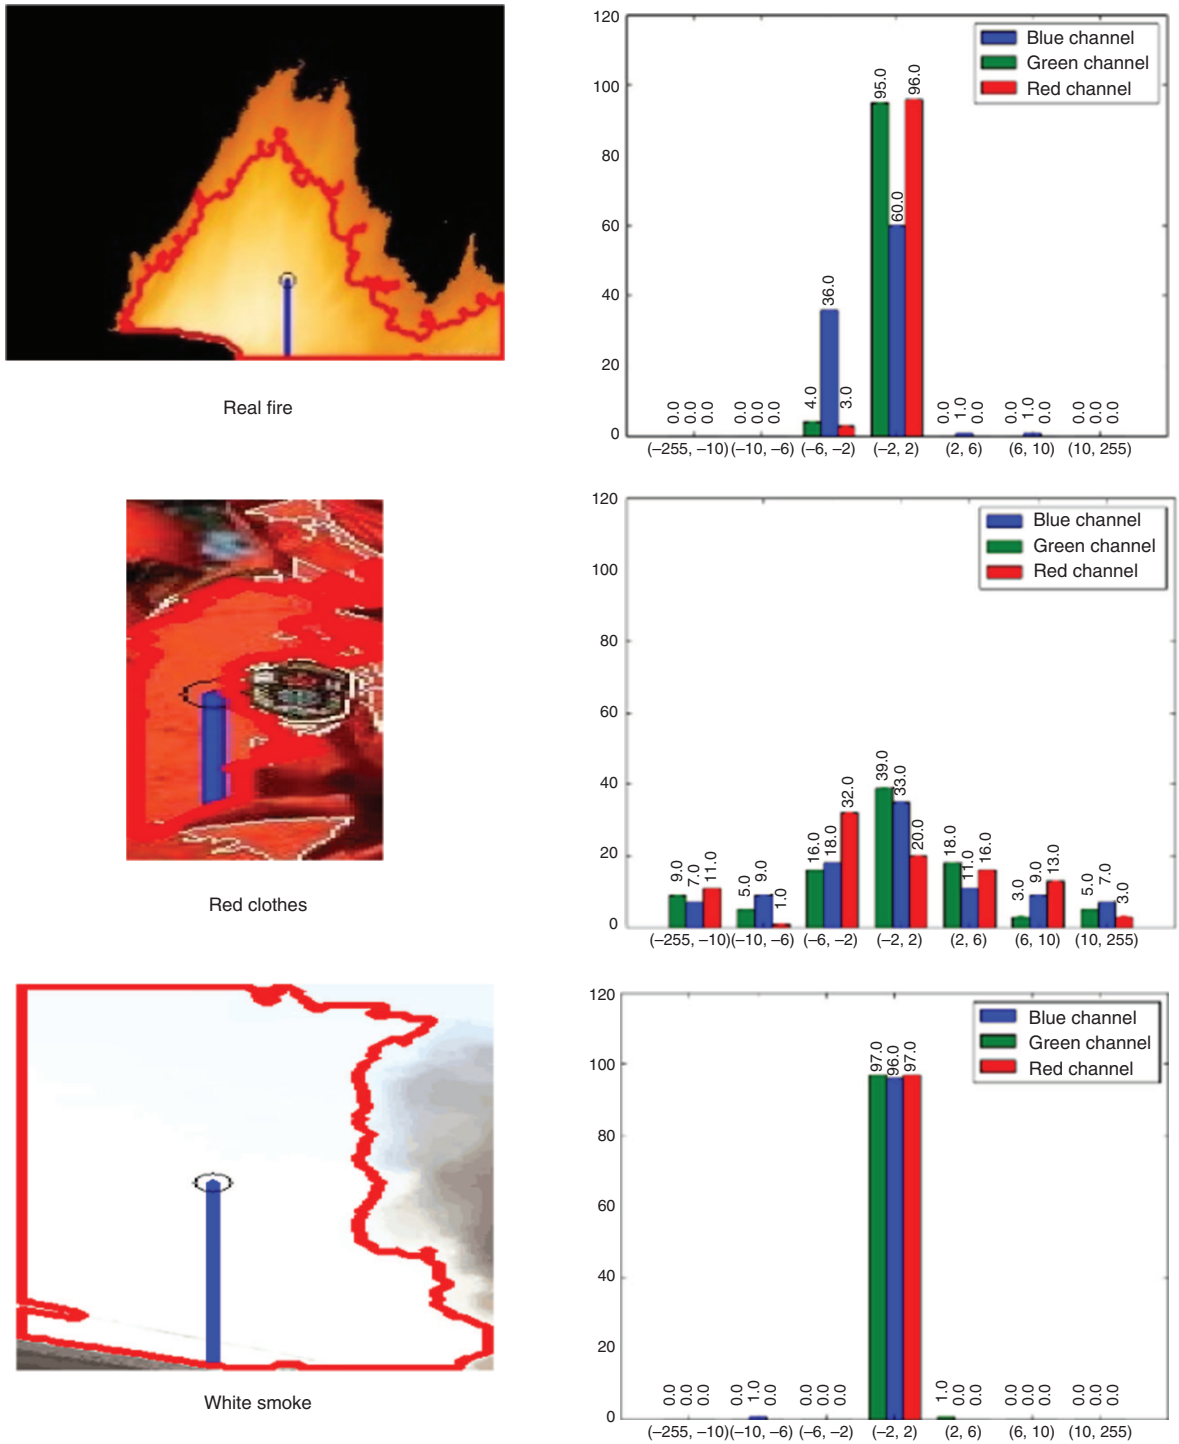 120
100
80
60
40
20
0
Blue channel
Green channel
Red channel
0.0 0.0 0.0
0.0 0.0 0.0
4.0 36.0 3.0
95.0 60.0 96.0
0.0 1.0 0.0
0.0 1.0 0.0
0.0 0.0 0.0
(–255, –10) (–10, –6) (–6, –2) (–2, 2) (2, 6) (6, 10) (10, 255)
Real fire
120
100
80
60
40
20
0
Blue channel
Green channel
Red channel
9.0 7.0 11.0
5.0 9.0 1.0
16.0 18.0 32.0
39.0 33.0 20.0
18.0 11.0 16.0
3.0 9.0 13.0
5.0 7.0 3.0
(–255, –10) (–10, –6) (–6, –2) (–2, 2) (2, 6) (6, 10) (10, 255)
Red clothes
120
100
80
60
40
20
0
Blue channel
Green channel
Red channel
0.0 0.0 0.0
0.0 1.0 0.0
0.0 0.0 0.0
97.0 96.0 97.0
1.0 0.0 0.0
0.0 0.0 0.0
0.0 0.0 0.0
(–255, –10) (–10, –6) (–6, –2) (–2, 2) (2, 6) (6, 10) (10, 255)
White smoke